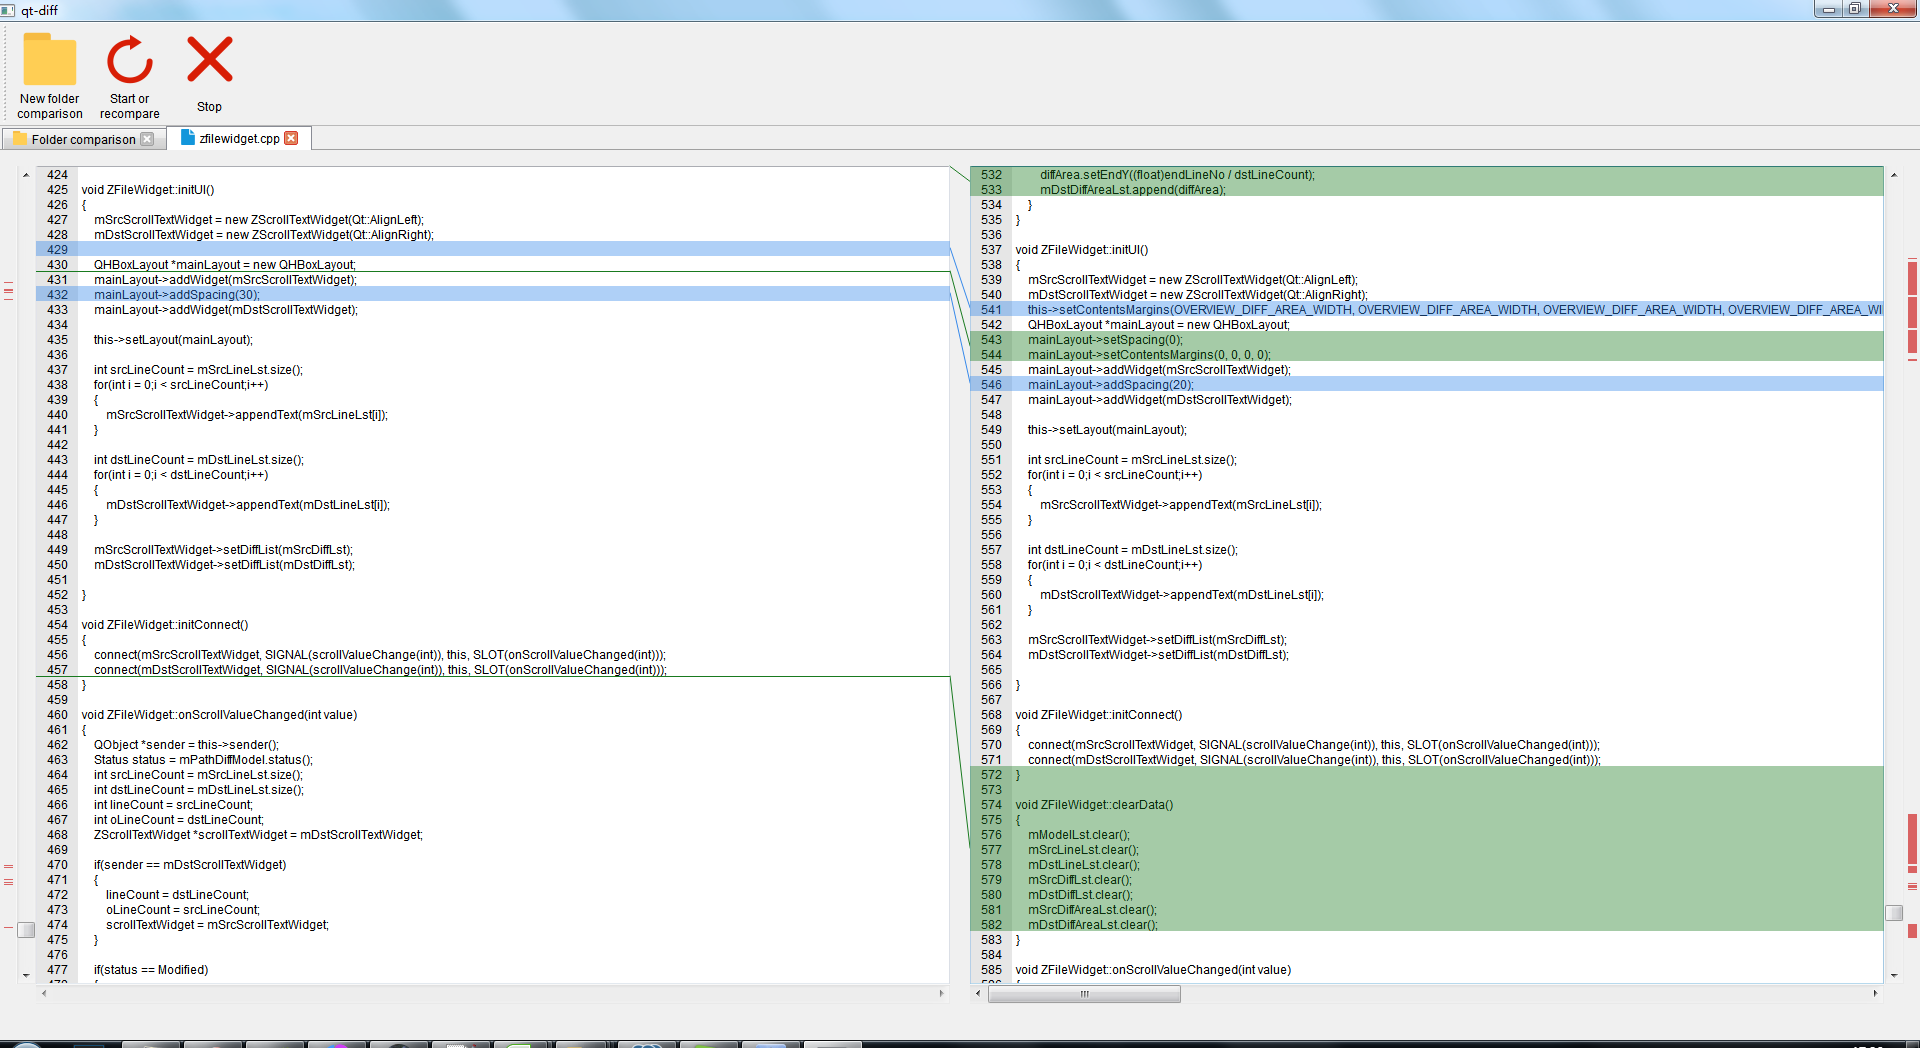 qt-diff
New folder comparison
Start or recompare
Stop
Folder comparison
zfilewidget.cpp
424
425 void ZFileWidget::initUI()
426 {
427 mSrcScrollTextWidget = new ZScrollTextWidget(Qt::AlignLeft);
428 mDstScrollTextWidget = new ZScrollTextWidget(Qt::AlignRight);
429
430 QHBoxLayout *mainLayout = new QHBoxLayout;
431 mainLayout->addWidget(mSrcScrollTextWidget);
432 mainLayout->addSpacing(30);
433 mainLayout->addWidget(mDstScrollTextWidget);
434
435 this->setLayout(mainLayout);
436
437 int srcLineCount = mSrcLineLst.size();
438 for(int i = 0;i < srcLineCount;i++)
439 {
440 mSrcScrollTextWidget->appendText(mSrcLineLst[i]);
441 }
442
443 int dstLineCount = mDstLineLst.size();
444 for(int i = 0;i < dstLineCount;i++)
445 {
446 mDstScrollTextWidget->appendText(mDstLineLst[i]);
447 }
448
449 mSrcScrollTextWidget->setDiffList(mSrcDiffLst);
450 mDstScrollTextWidget->setDiffList(mDstDiffLst);
451
452 }
453
454 void ZFileWidget::initConnect()
455 {
456 connect(mSrcScrollTextWidget, SIGNAL(scrollValueChange(int)), this, SLOT(onScrollValueChanged(int)));
457 connect(mDstScrollTextWidget, SIGNAL(scrollValueChange(int)), this, SLOT(onScrollValueChanged(int)));
458 }
459
460 void ZFileWidget::onScrollValueChanged(int value)
461 {
462 QObject *sender = this->sender();
463 Status status = mPathDiffModel.status();
464 int srcLineCount = mSrcLineLst.size();
465 int dstLineCount = mDstLineLst.size();
466 int lineCount = srcLineCount;
467 int oLineCount = dstLineCount;
468 ZScrollTextWidget *scrollTextWidget = mDstScrollTextWidget;
469
470 if(sender == mDstScrollTextWidget)
471 {
472 lineCount = dstLineCount;
473 oLineCount = srcLineCount;
474 scrollTextWidget = mSrcScrollTextWidget;
475 }
476
477 if(status == Modified)
532 diffArea.setEndY((float)endLineNo / dstLineCount);
533 mDstDiffAreaLst.append(diffArea);
534 }
535 }
536
537 void ZFileWidget::initUI()
538 {
539 mSrcScrollTextWidget = new ZScrollTextWidget(Qt::AlignLeft);
540 mDstScrollTextWidget = new ZScrollTextWidget(Qt::AlignRight);
541 this->setContentsMargins(OVERVIEW_DIFF_AREA_WIDTH, OVERVIEW_DIFF_AREA_WIDTH, OVERVIEW_DIFF_AREA_WIDTH, OVERVIEW_DIFF_AREA_WI
542 QHBoxLayout *mainLayout = new QHBoxLayout;
543 mainLayout->setSpacing(0);
544 mainLayout->setContentsMargins(0, 0, 0, 0);
545 mainLayout->addWidget(mSrcScrollTextWidget);
546 mainLayout->addSpacing(20);
547 mainLayout->addWidget(mDstScrollTextWidget);
548
549 this->setLayout(mainLayout);
550
551 int srcLineCount = mSrcLineLst.size();
552 for(int i = 0;i < srcLineCount;i++)
553 {
554 mSrcScrollTextWidget->appendText(mSrcLineLst[i]);
555 }
556
557 int dstLineCount = mDstLineLst.size();
558 for(int i = 0;i < dstLineCount;i++)
559 {
560 mDstScrollTextWidget->appendText(mDstLineLst[i]);
561 }
562
563 mSrcScrollTextWidget->setDiffList(mSrcDiffLst);
564 mDstScrollTextWidget->setDiffList(mDstDiffLst);
565
566 }
567
568 void ZFileWidget::initConnect()
569 {
570 connect(mSrcScrollTextWidget, SIGNAL(scrollValueChange(int)), this, SLOT(onScrollValueChanged(int)));
571 connect(mDstScrollTextWidget, SIGNAL(scrollValueChange(int)), this, SLOT(onScrollValueChanged(int)));
572 }
573
574 void ZFileWidget::clearData()
575 {
576 mModelLst.clear();
577 mSrcLineLst.clear();
578 mDstLineLst.clear();
579 mSrcDiffLst.clear();
580 mDstDiffLst.clear();
581 mSrcDiffAreaLst.clear();
582 mDstDiffAreaLst.clear();
583 }
584
585 void ZFileWidget::onScrollValueChanged(int value)